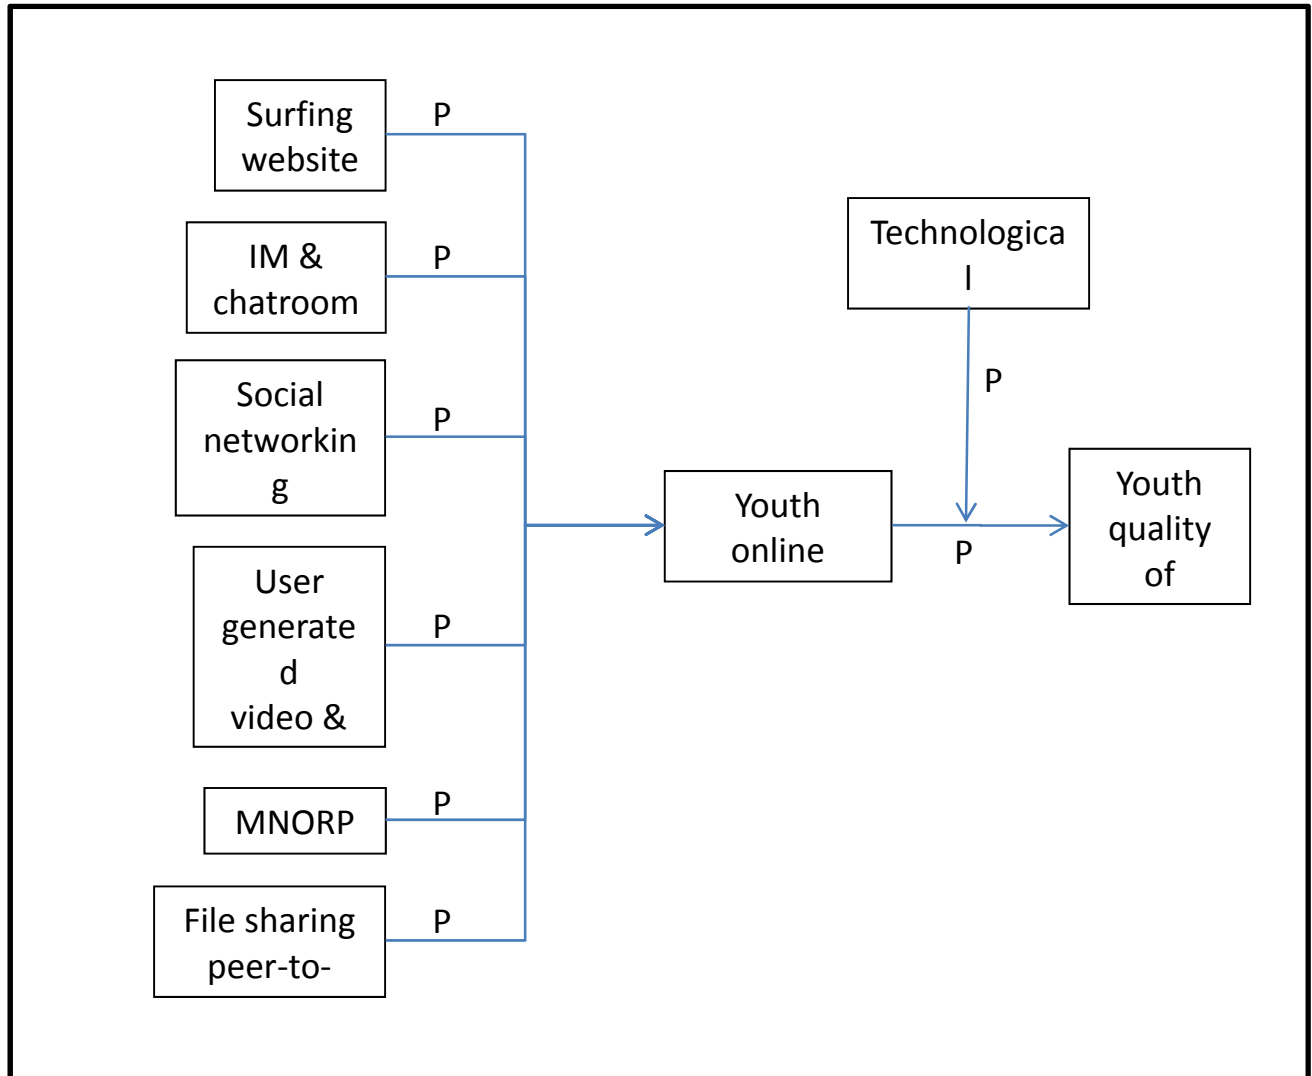 Surfing
website
P
IM &
chatroom
P
Social
networkin
g
P
User
generate
d
video &
P
MNORP
P
File sharing
peer-to-
P
Youth
online
Technologica
l
P
P
Youth
quality
of